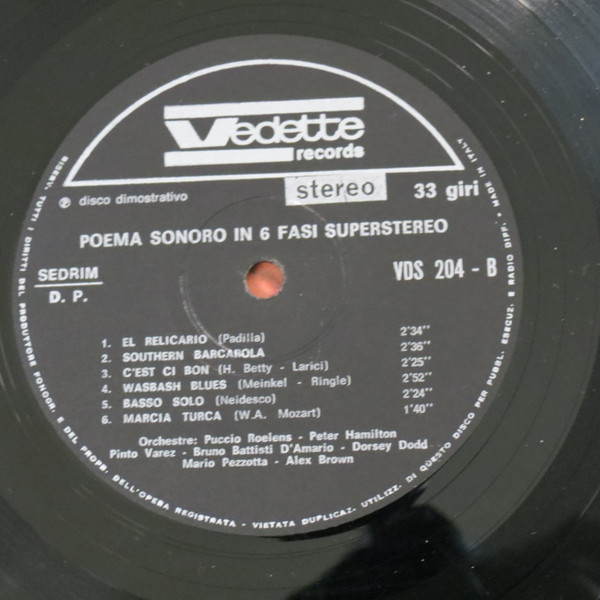 Vedette
records
stereo
33 giri
℗ disco dimostrativo
POEMA SONORO IN 6 FASI SUPERSTEREO
SEDRIM
D. P.
VDS 204 - B
1. EL RELICARIO (Padilla) 2'34''
2. SOUTHERN BARCAROLA 2'36''
3. C'EST CI BON (H. Betty - Larici) 2'25''
4. WASBASH BLUES (Meinkel - Ringle) 2'52''
5. BASSO SOLO (Neidesco) 2'24''
6. MARCIA TURCA (W.A. Mozart) 1'40''
Orchestre: Puccio Roelens - Peter Hamilton
Pinto Varez - Bruno Battisti D'Amario - Dorsey Dodd
Mario Pezzotta - Alex Brown
RISERV. TUTTI I DIRITTI DEL PRODUTTORE FONOGR. E DEL PROPR. DELL'OPERA REGISTRATA - VIETATA DUPLICAZ. UTILIZZ. DI QUESTO DISCO PER PUBBL. ESECUZ. E RADIO DIFF. • MADE IN ITALY